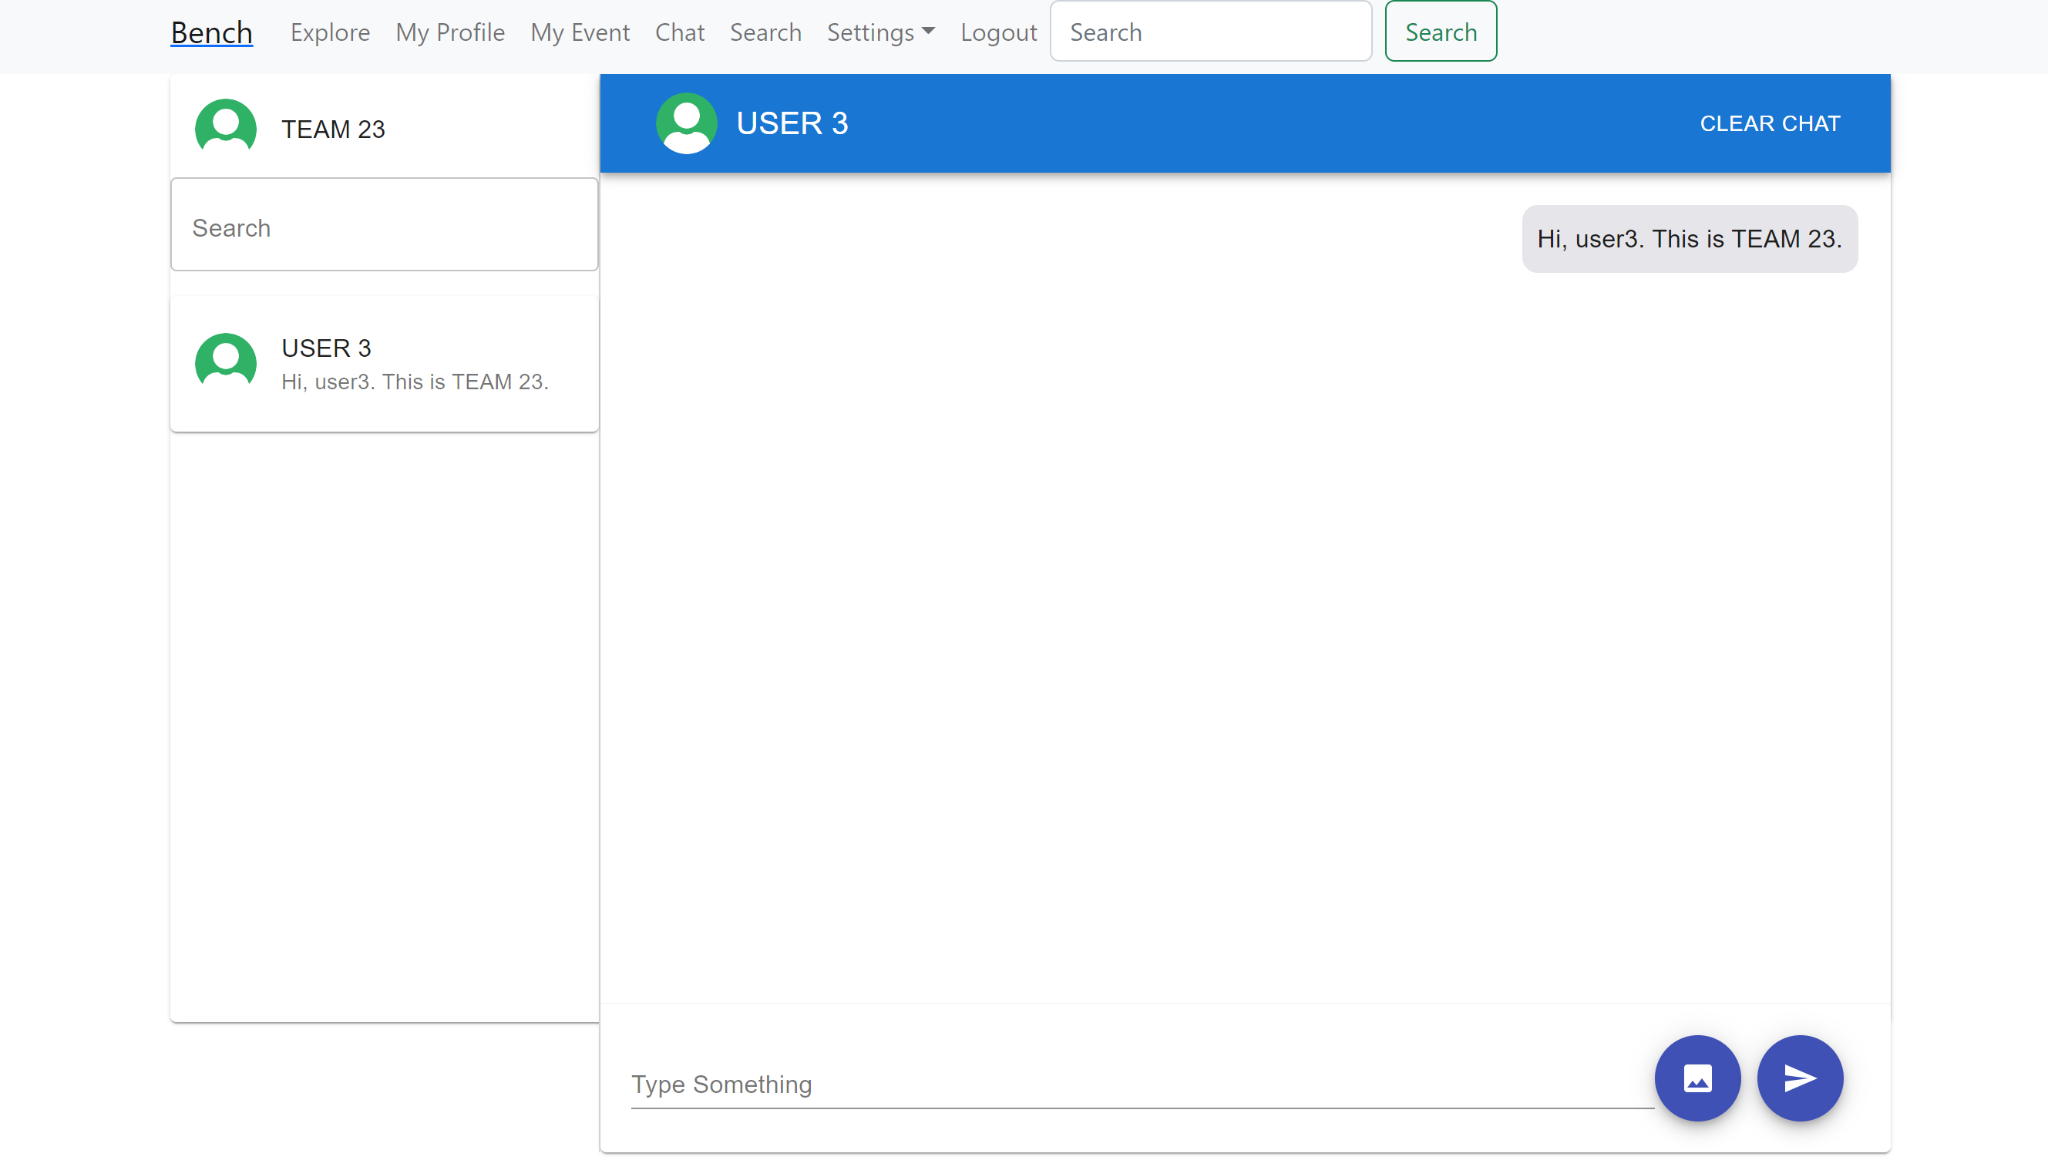 Bench Explore My Profile My Event Chat Search Settings Logout Search Search
TEAM 23
Search
USER 3
Hi, user3. This is TEAM 23.
USER 3 CLEAR CHAT
Hi, user3. This is TEAM 23.
Type Something